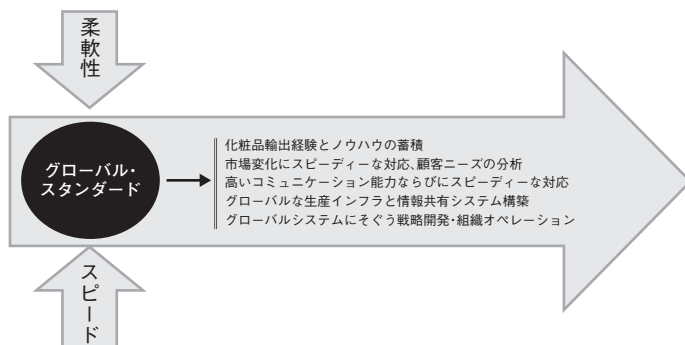 柔軟性
グローバル・
スタンダード
化粧品輸出経験とノウハウの蓄積
市場変化にスピーディーな対応、顧客ニーズの分析
高いコミュニケーション能力ならびにスピーディーな対応
グローバルな生産インフラと情報共有システム構築
グローバルシステムにそぐう戦略開発・組織オペレーション
スピード